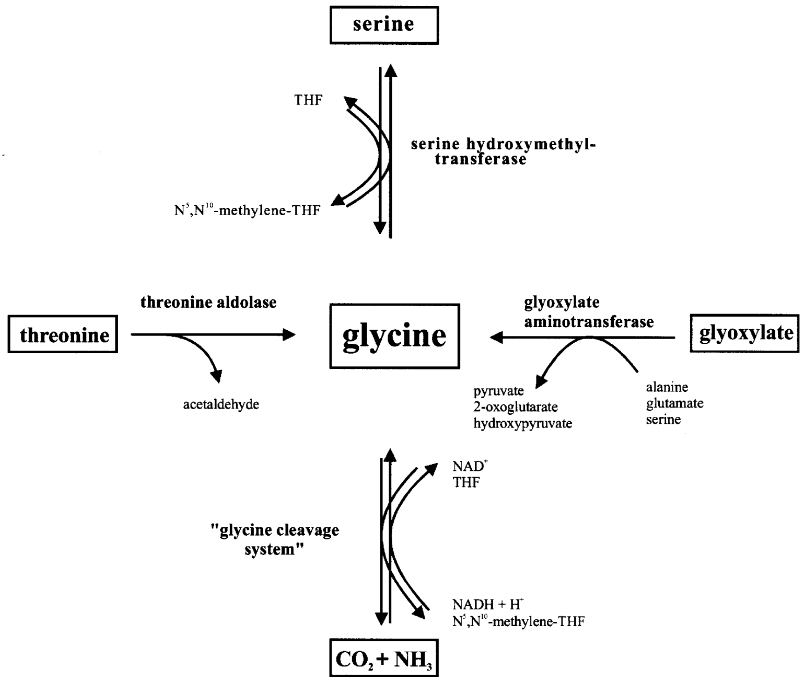 serine
THF
serine hydroxymethyl-
transferase
N⁵,N¹⁰-methylene-THF
threonine aldolase
threonine
acetaldehyde
glycine
glyoxylate
aminotransferase
glyoxylate
pyruvate
2-oxoglutarate
hydroxypyruvate
alanine
glutamate
serine
NAD⁺
THF
"glycine cleavage
system"
NADH + H⁺
N⁵,N¹⁰-methylene-THF
CO₂ + NH₃